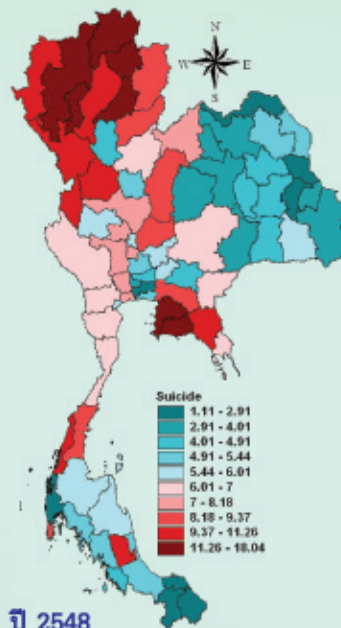 N
W E
S
Suicide
1.11 - 2.91
2.91 - 4.01
4.01 - 4.91
4.91 - 5.44
5.44 - 6.01
6.01 - 7
7 - 8.18
8.18 - 9.37
9.37 - 11.26
11.26 - 18.04
ปี 2548